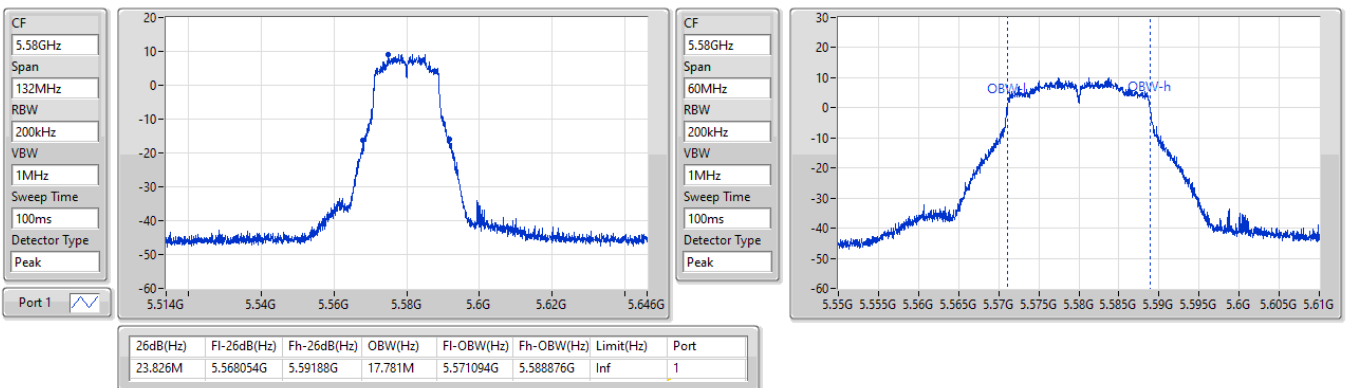 CF
5.58GHz
Span
132MHz
RBW
200kHz
VBW
1MHz
Sweep Time
100ms
Detector Type
Peak
Port 1
20
10
0
-10
-20
-30
-40
-50
-60
5.514G 5.54G 5.56G 5.58G 5.6G 5.62G 5.646G
CF
5.58GHz
Span
60MHz
RBW
200kHz
VBW
1MHz
Sweep Time
100ms
Detector Type
Peak
30
20
10
0
-10
-20
-30
-40
-50
-60
OBW-l OBW-h
5.55G 5.555G 5.56G 5.565G 5.57G 5.575G 5.58G 5.585G 5.59G 5.595G 5.6G 5.605G 5.61G
26dB(Hz) Fl-26dB(Hz) Fh-26dB(Hz) OBW(Hz) Fl-OBW(Hz) Fh-OBW(Hz) Limit(Hz) Port
23.826M 5.568054G 5.59188G 17.781M 5.571094G 5.588876G Inf 1